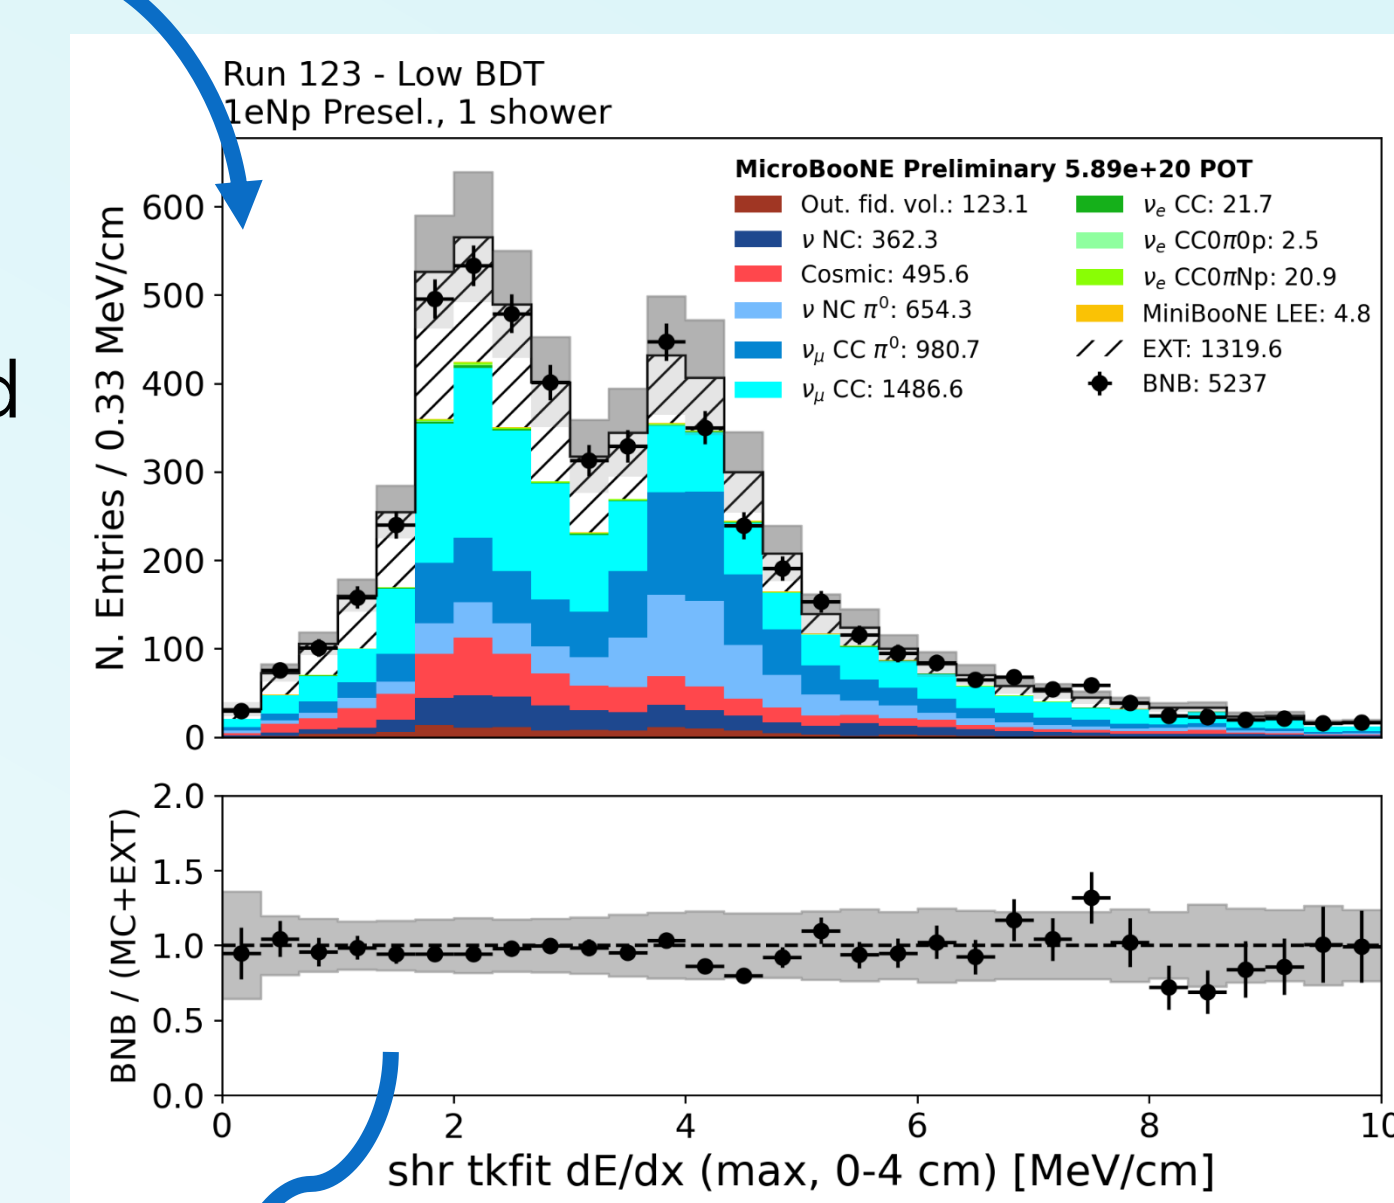 Run 123 - Low BDT
1eNp Presel., 1 shower
MicroBooNE Preliminary 5.89e+20 POT
Out. fid. vol.: 123.1
ν NC: 362.3
Cosmic: 495.6
ν NC π⁰: 654.3
νμ CC π⁰: 980.7
νμ CC: 1486.6
νe CC: 21.7
νe CC0π0p: 2.5
νe CC0πNp: 20.9
MiniBooNE LEE: 4.8
EXT: 1319.6
BNB: 5237
N. Entries / 0.33 MeV/cm
600
500
400
300
200
100
0
BNB / (MC+EXT)
2.0
1.5
1.0
0.5
0.0
0 2 4 6 8 10
shr tkfit dE/dx (max, 0-4 cm) [MeV/cm]